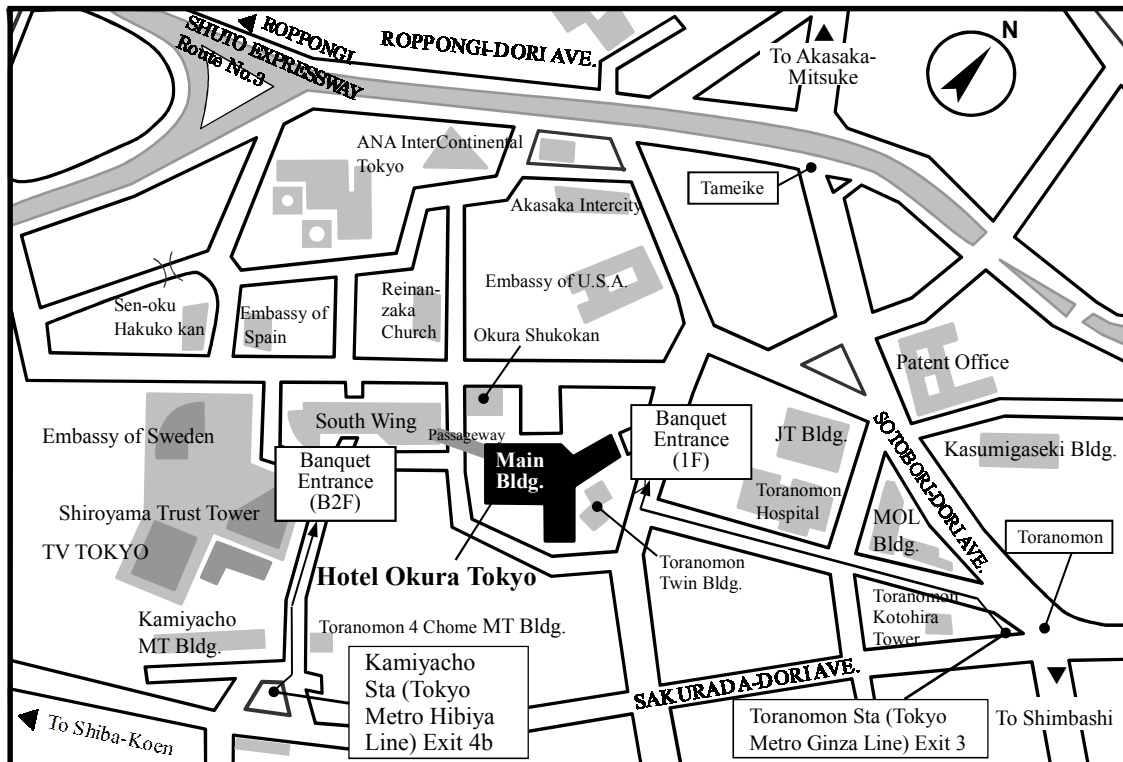 ROPPONGI
SHUTO EXPRESSWAY
Route No.3
ROPPONGI-DORI AVE.
To Akasaka-
Mitsuke
N
ANA InterContinental
Tokyo
Tameike
Akasaka Intercity
Embassy of U.S.A.
Sen-oku
Hakuko kan
Embassy of
Spain
Reinan-
zaka
Church
Okura Shukokan
Patent Office
Embassy of Sweden
South Wing
Passageway
Banquet
Entrance
(1F)
JT Bldg.
SOTOBORI-DORI AVE.
Kasumigaseki Bldg.
Banquet
Entrance
(B2F)
Main
Bldg.
Toranomon
Hospital
Shiroyama Trust Tower
MOL
Bldg.
Toranomon
TV TOKYO
Hotel Okura Tokyo
Toranomon
Twin Bldg.
Toranomon
Kotohira
Tower
Kamiyacho
MT Bldg.
Toranomon 4 Chome MT Bldg.
SAKURADA-DORI AVE.
Kamiyacho
Sta (Tokyo
Metro Hibiya
Line) Exit 4b
Toranomon Sta (Tokyo
Metro Ginza Line) Exit 3
To Shimbashi
To Shiba-Koen